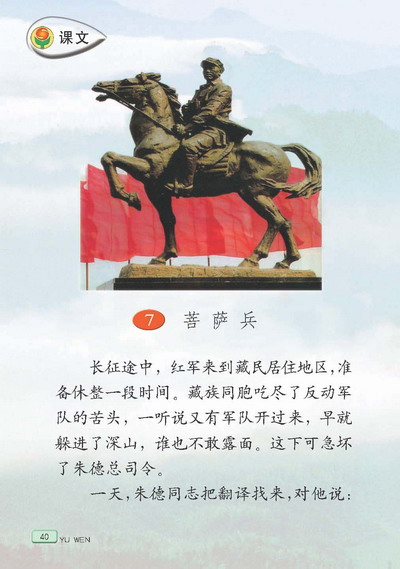 课文
7 菩萨兵
长征途中，红军来到藏民居住地区，准
备休整一段时间。藏族同胞吃尽了反动军
队的苦头，一听说又有军队开过来，早就
躲进了深山，谁也不敢露面。这下可急坏
了朱德总司令。
一天，朱德同志把翻译找来，对他说：
40 YU WEN